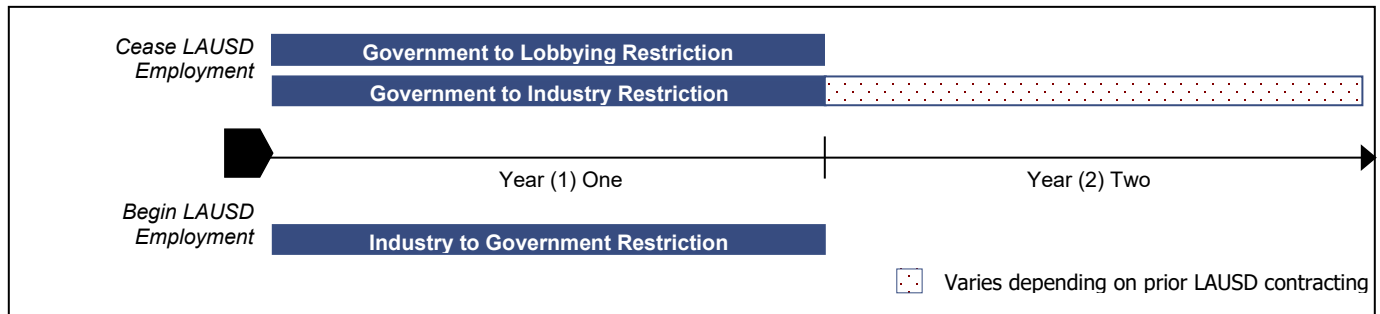 Cease LAUSD
Employment
Government to Lobbying Restriction
Government to Industry Restriction
Year (1) One
Year (2) Two
Begin LAUSD
Employment
Industry to Government Restriction
Varies depending on prior LAUSD contracting